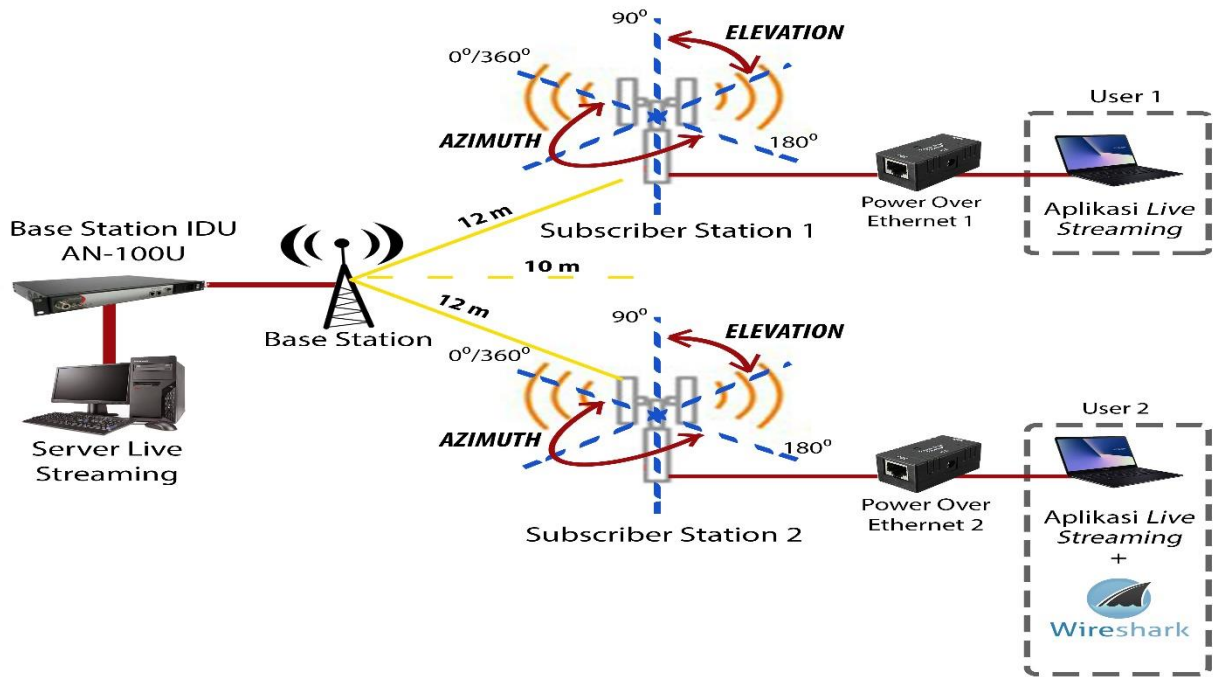 90°
ELEVATION
0°/360°
AZIMUTH
180°
User 1
Power Over
Ethernet 1
Aplikasi Live
Streaming
12 m
Subscriber Station 1
Base Station IDU
AN-100U
10 m
12 m
Base Station
Server Live
Streaming
90°
ELEVATION
0°/360°
AZIMUTH
180°
User 2
Power Over
Ethernet 2
Subscriber Station 2
Aplikasi Live
Streaming
+
Wireshark